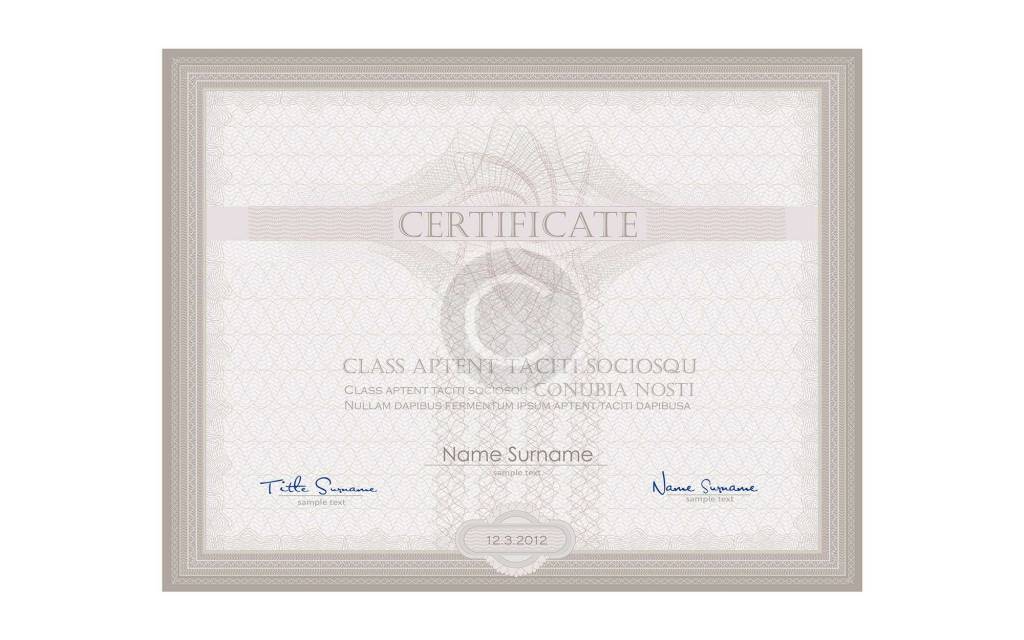 CERTIFICATE
C
CLASS APTENT TACITI SOCIOSQU
CLASS APTENT TACITI SOCIOSQU CONUBIA NOSTI
NULLAM DAPIBUS FERMENTUM IPSUM APTENT TACITI DAPIBUSA
Name Surname
sample text
Title Surname
sample text
Name Surname
sample text
12.3.2012